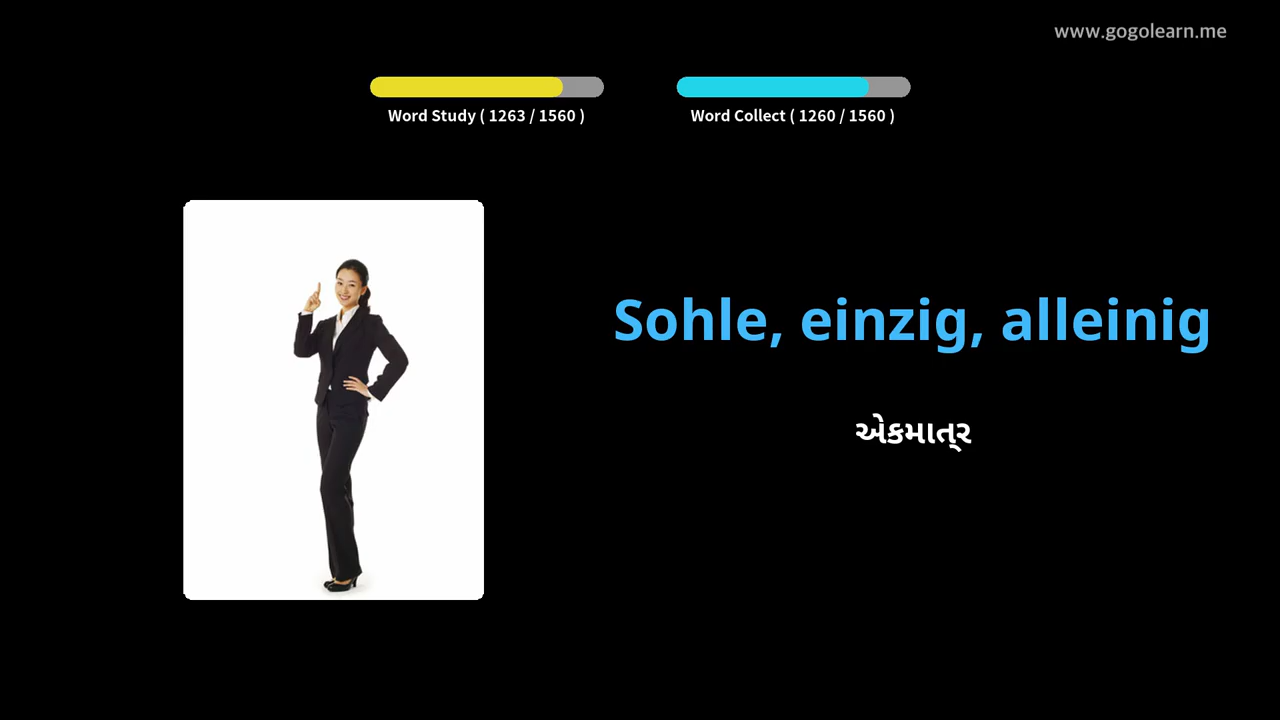 www.gogolearn.me
Word Study ( 1263 / 1560 )
Word Collect ( 1260 / 1560 )
Sohle, einzig, alleinig
એકમાત્ર